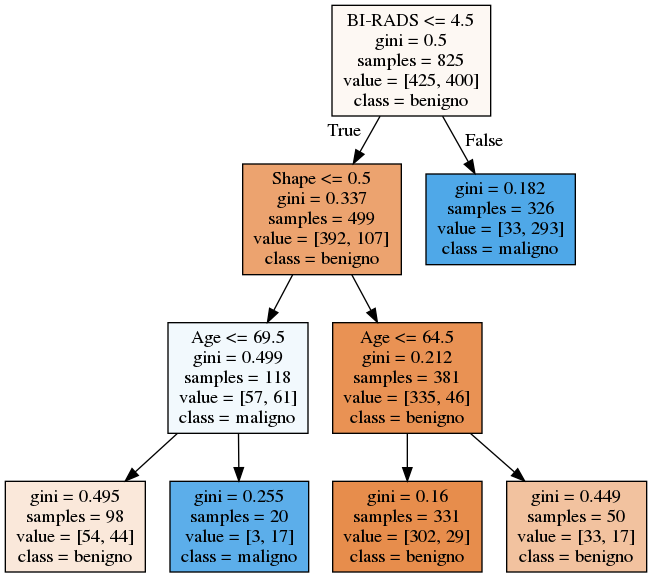 BI-RADS <= 4.5
gini = 0.5
samples = 825
value = [425, 400]
class = benigno
True
False
Shape <= 0.5
gini = 0.337
samples = 499
value = [392, 107]
class = benigno
gini = 0.182
samples = 326
value = [33, 293]
class = maligno
Age <= 69.5
gini = 0.499
samples = 118
value = [57, 61]
class = maligno
Age <= 64.5
gini = 0.212
samples = 381
value = [335, 46]
class = benigno
gini = 0.495
samples = 98
value = [54, 44]
class = benigno
gini = 0.255
samples = 20
value = [3, 17]
class = maligno
gini = 0.16
samples = 331
value = [302, 29]
class = benigno
gini = 0.449
samples = 50
value = [33, 17]
class = benigno